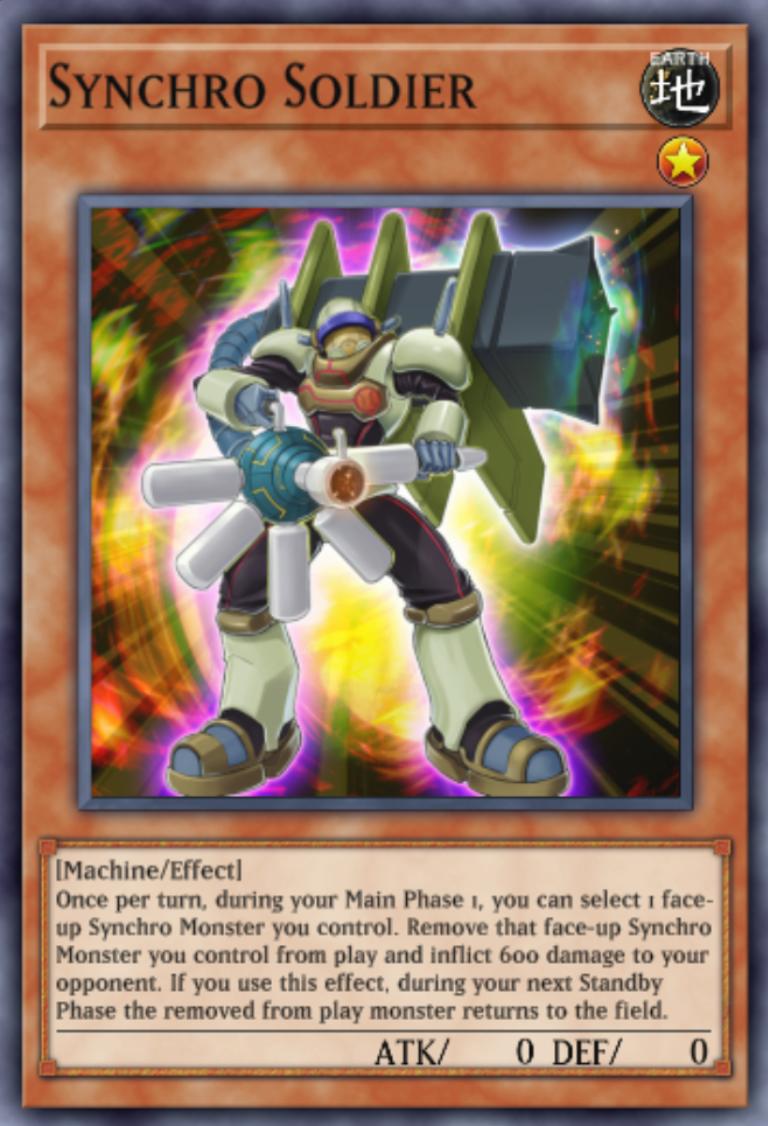 Synchro Soldier
EARTH
地
[Machine/Effect]
Once per turn, during your Main Phase 1, you can select 1 face-
up Synchro Monster you control. Remove that face-up Synchro
Monster you control from play and inflict 600 damage to your
opponent. If you use this effect, during your next Standby
Phase the removed from play monster returns to the field.
ATK/ 0 DEF/ 0